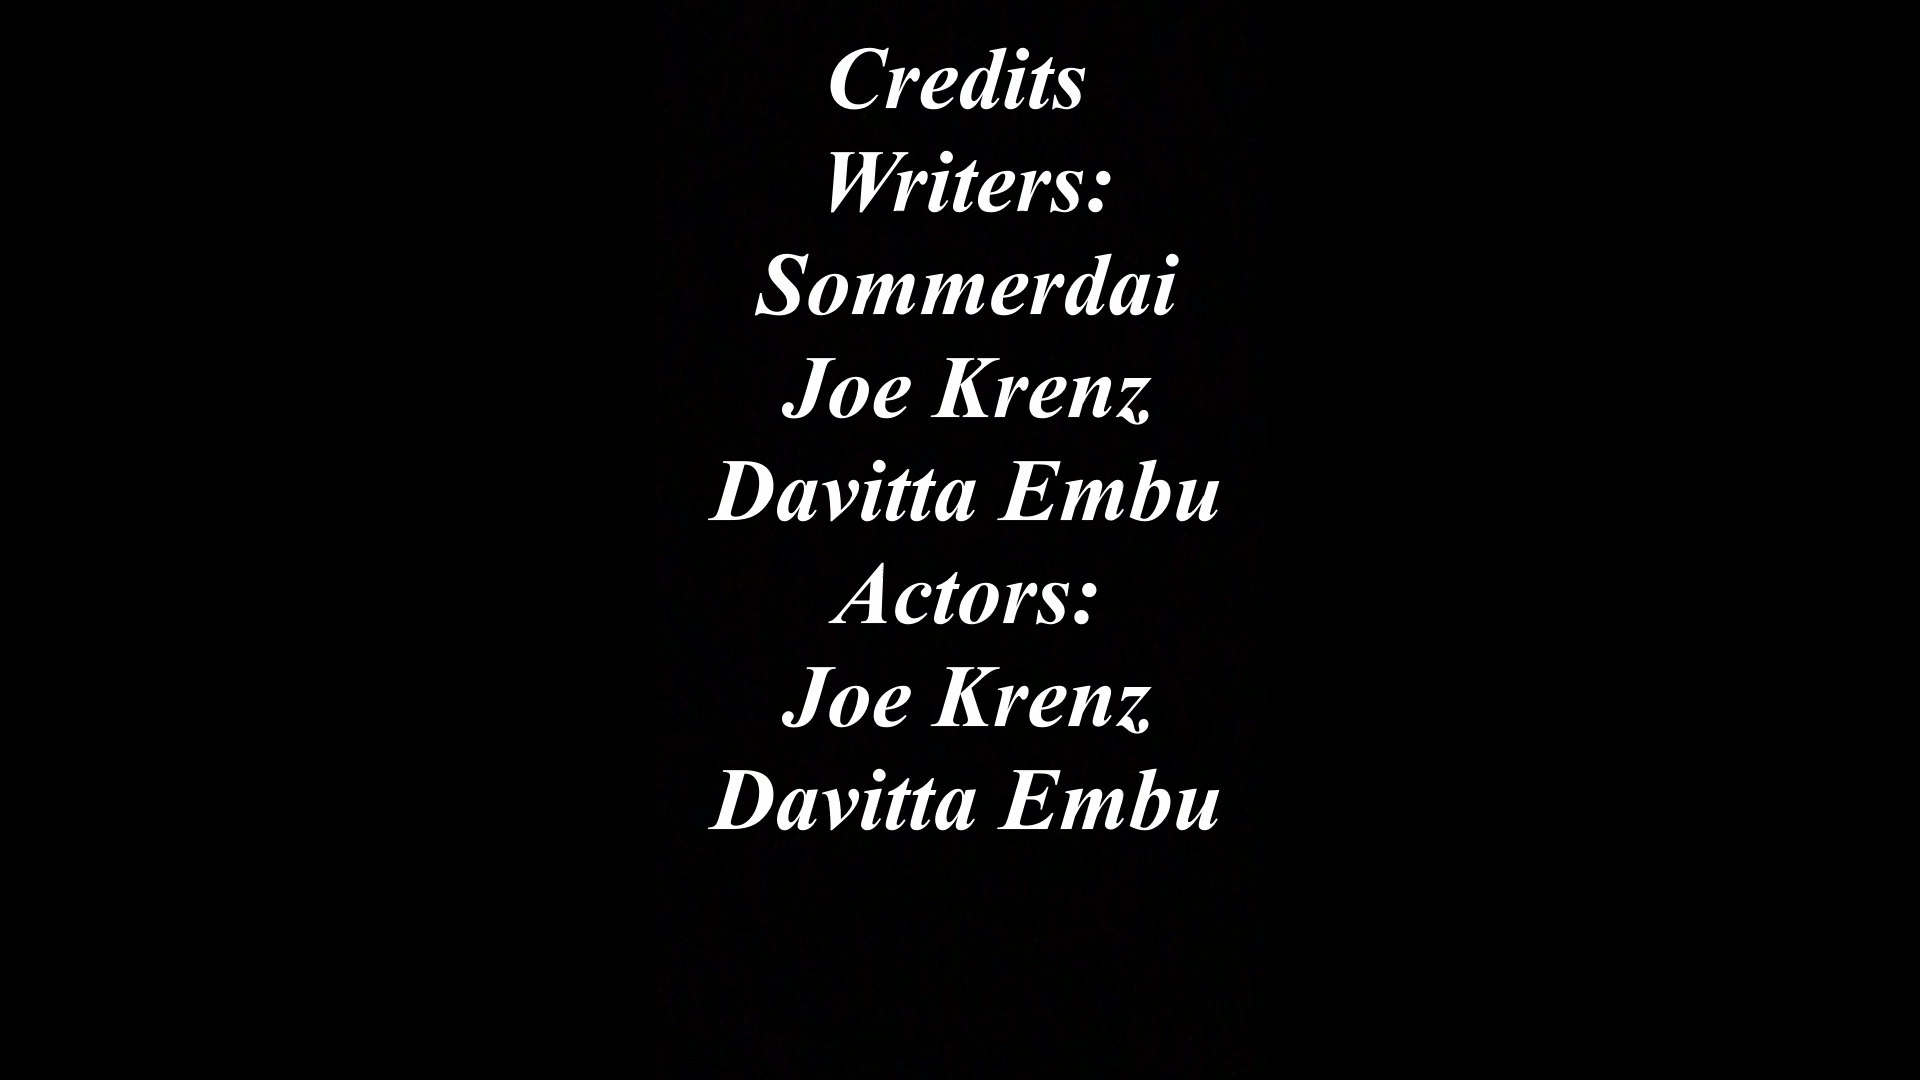 Credits
Writers:
Sommerdai
Joe Krenz
Davitta Embu
Actors:
Joe Krenz
Davitta Embu